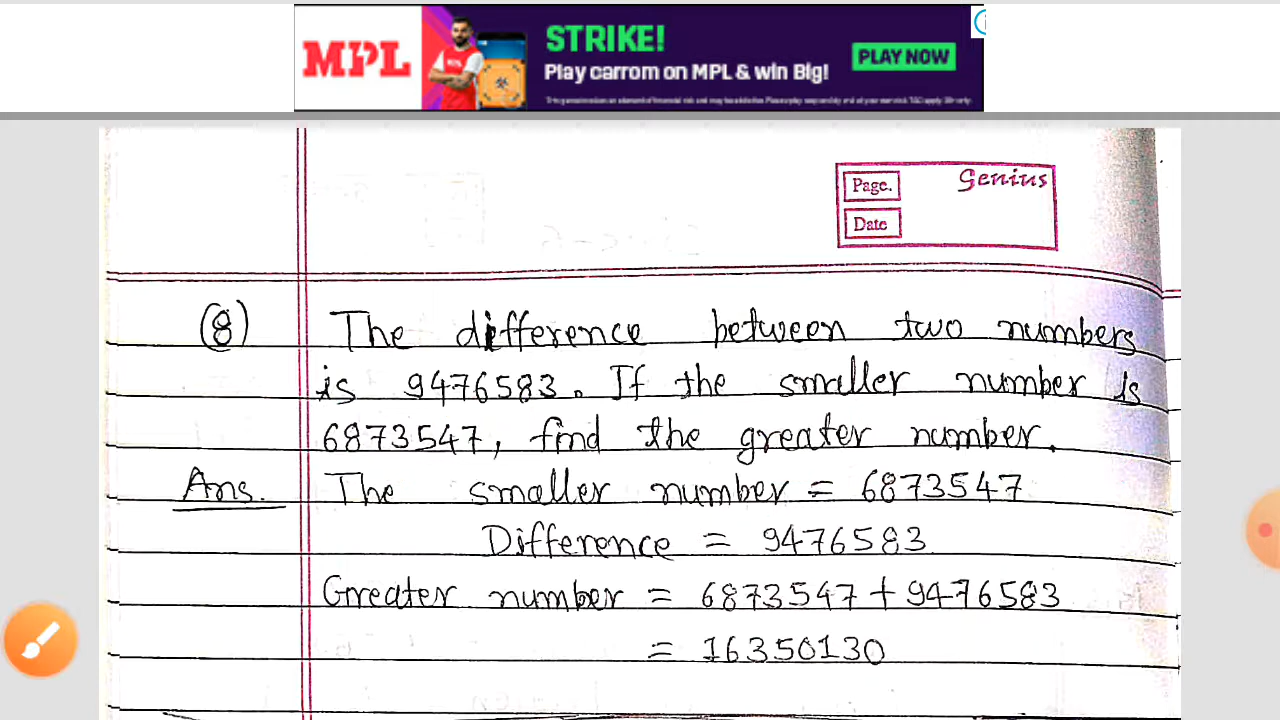 MPL
STRIKE!
Play carrom on MPL & win Big!
PLAY NOW
Page.
Genius
Date
(8) The difference between two numbers
is 9476583. If the smaller number is
6873547, find the greater number.
Ans. The smaller number = 6873547
Difference = 9476583
Greater number = 6873547 + 9476583
= 16350130